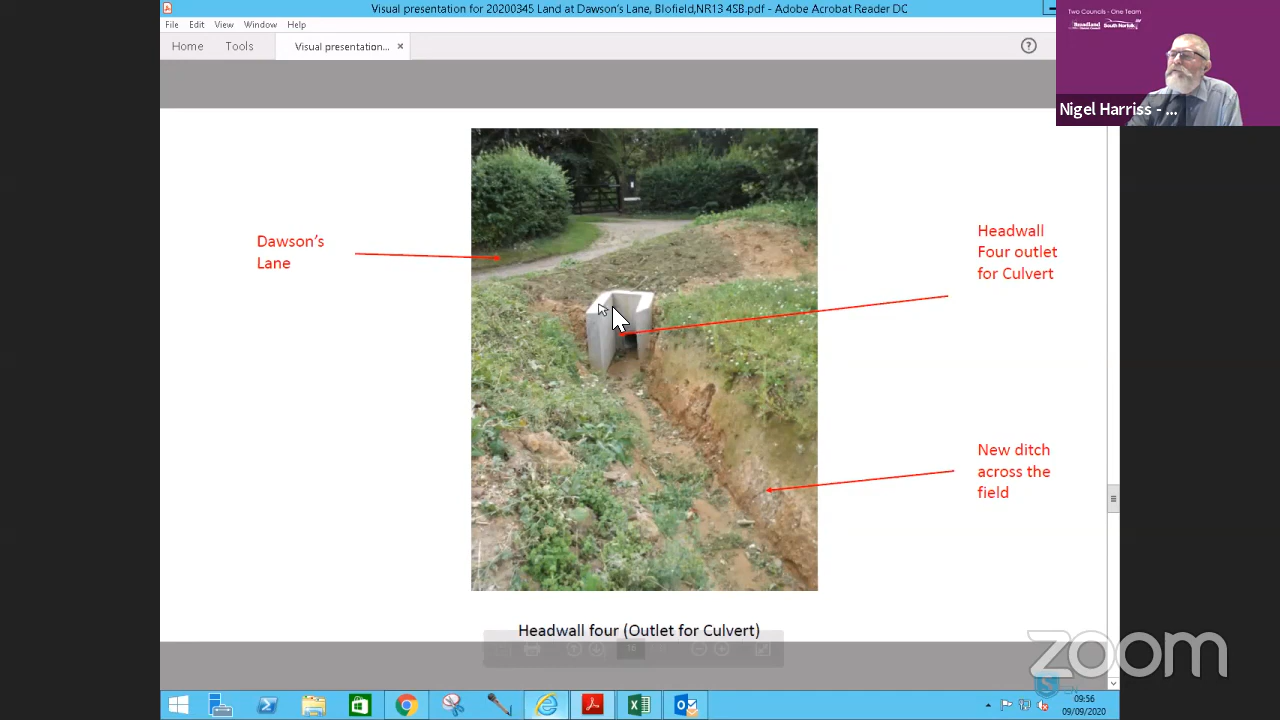 Visual presentation for 20200345 Land at Dawson's Lane, Blofield,NR13 4SB.pdf - Adobe Acrobat Reader DC
File Edit View Window Help
Home Tools Visual presentation... ×
Two Councils - One Team
Broadland
South Norfolk
Nigel Harriss - ...
Dawson's
Lane
Headwall
Four outlet
for Culvert
New ditch
across the
field
Headwall four (Outlet for Culvert)
16
zoom
09:56
09/09/2020